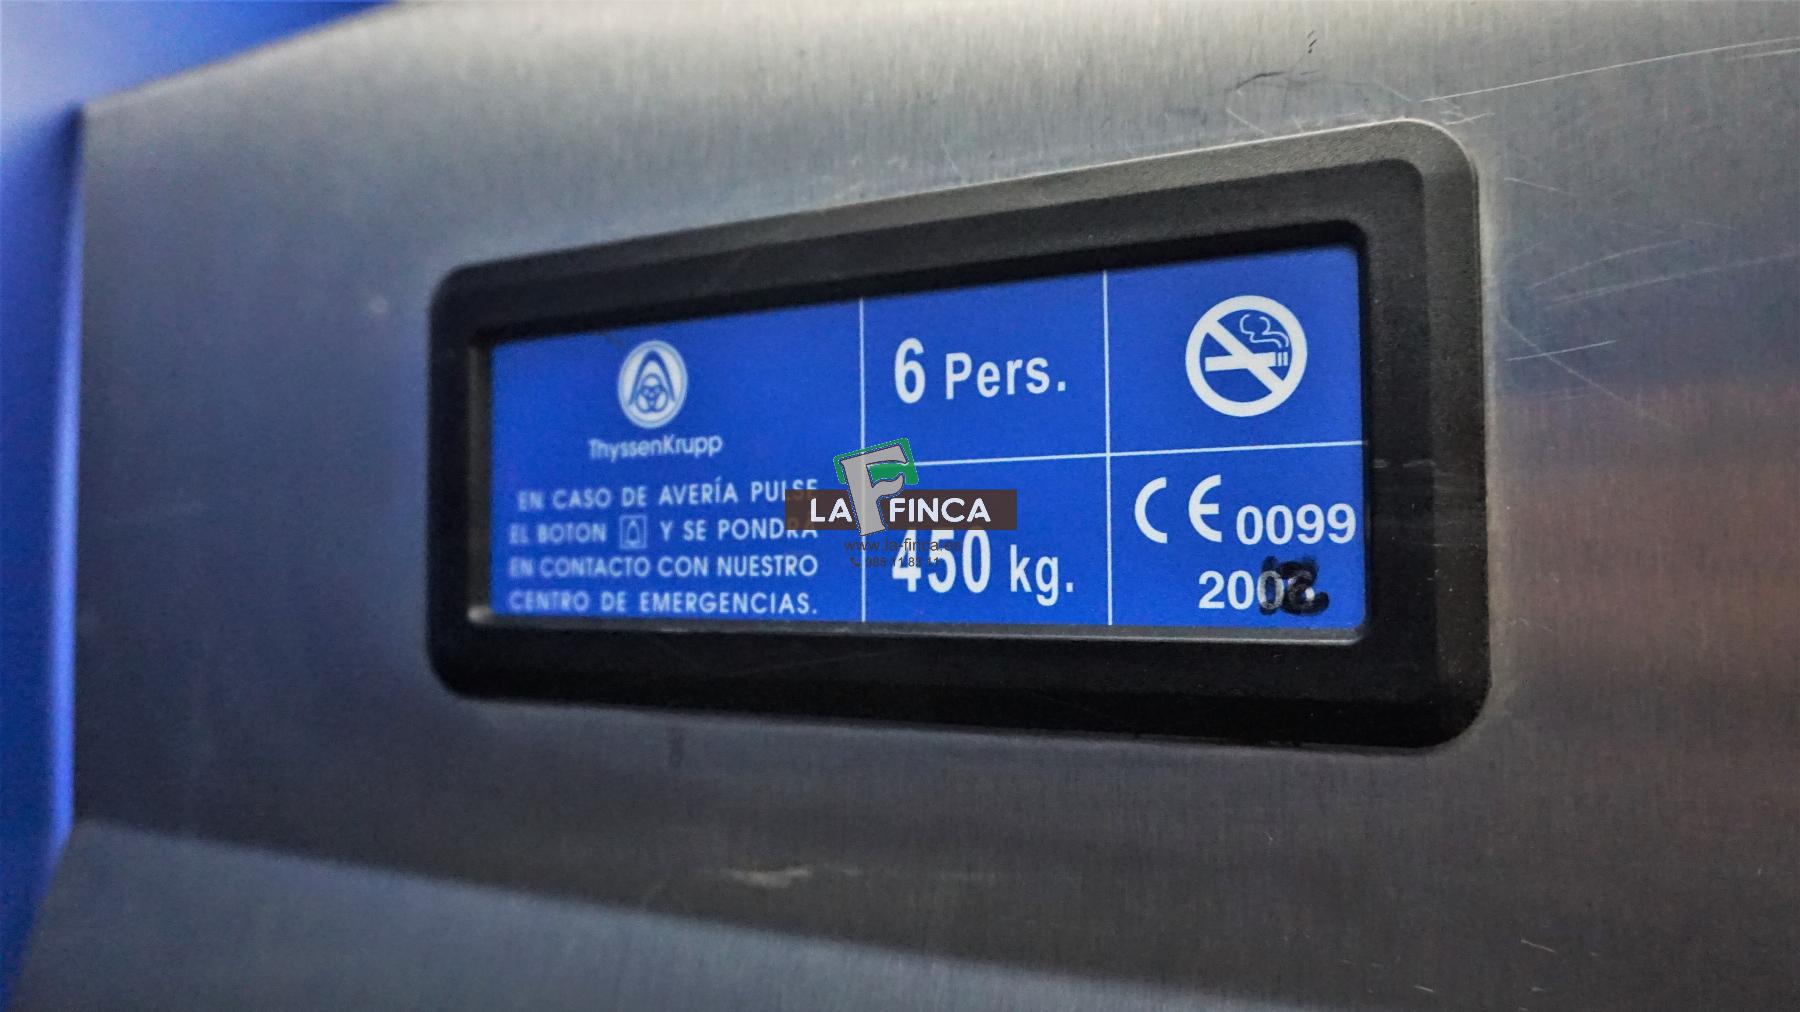 ThyssenKrupp
EN CASO DE AVERÍA PULSE
EL BOTON Y SE PONDRA
EN CONTACTO CON NUESTRO
CENTRO DE EMERGENCIAS.
6 Pers.
450 kg.
CE 0099
LA FINCA
www.la-finca.es